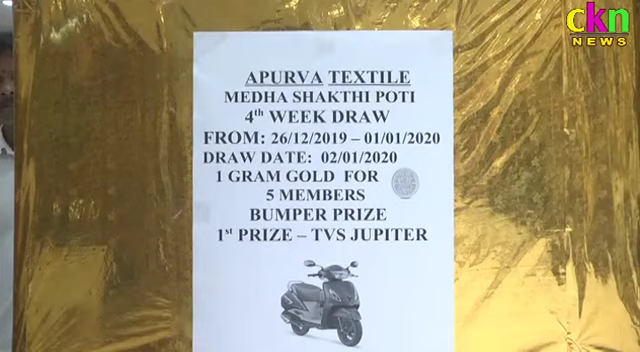 ckn
NEWS
APURVA TEXTILE
MEDHA SHAKTHI POTI
4th WEEK DRAW
FROM: 26/12/2019 – 01/01/2020
DRAW DATE: 02/01/2020
1 GRAM GOLD FOR
5 MEMBERS
BUMPER PRIZE
1st PRIZE – TVS JUPITER